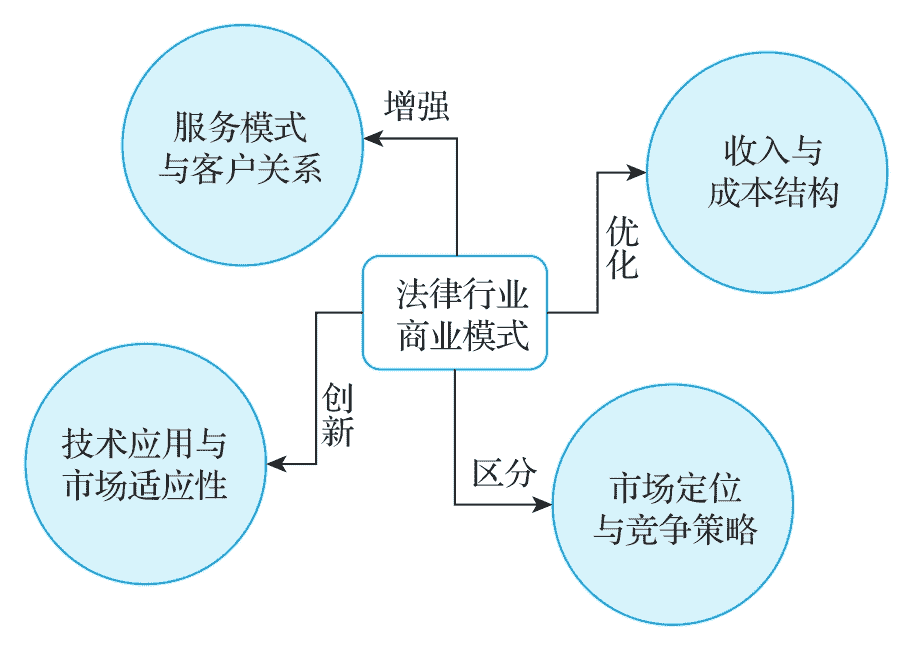 服务模式
与客户关系
增强
收入与
成本结构
优
化
法律行业
商业模式
创
新
技术应用与
市场适应性
区分
市场定位
与竞争策略